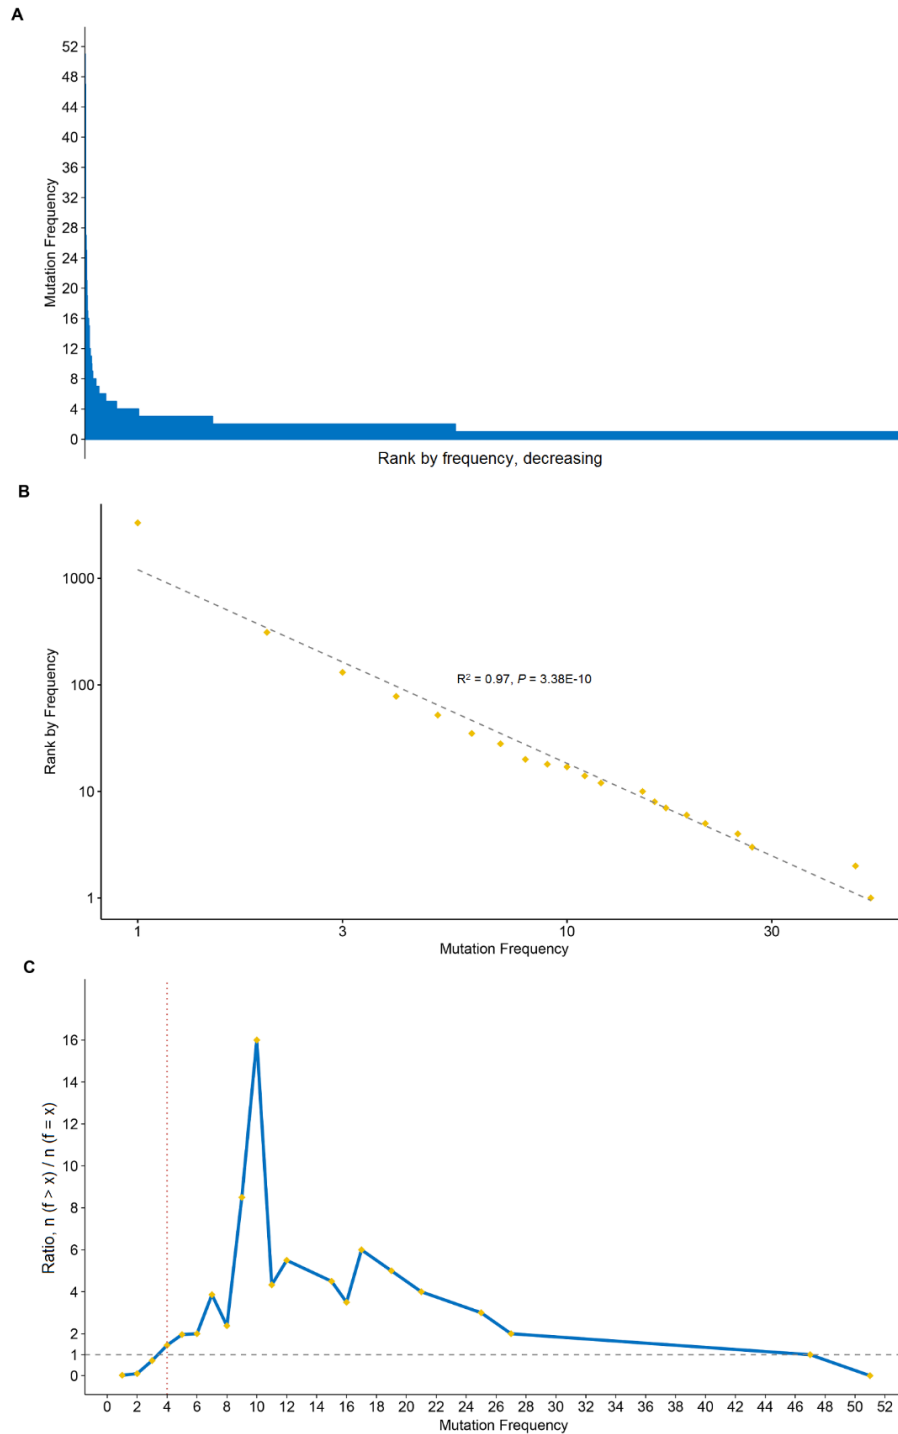 A
52
48
44
40
36
32
28
24
20
16
12
8
4
0
Mutation Frequency
Rank by frequency, decreasing
B
1000
100
10
1
Rank by Frequency
R² = 0.97, P = 3.38E-10
1 3 10 30
Mutation Frequency
C
16
14
12
10
8
6
4
2
1
0
Ratio, n (f > x) / n (f = x)
0 2 4 6 8 10 12 14 16 18 20 22 24 26 28 30 32 34 36 38 40 42 44 46 48 50 52
Mutation Frequency